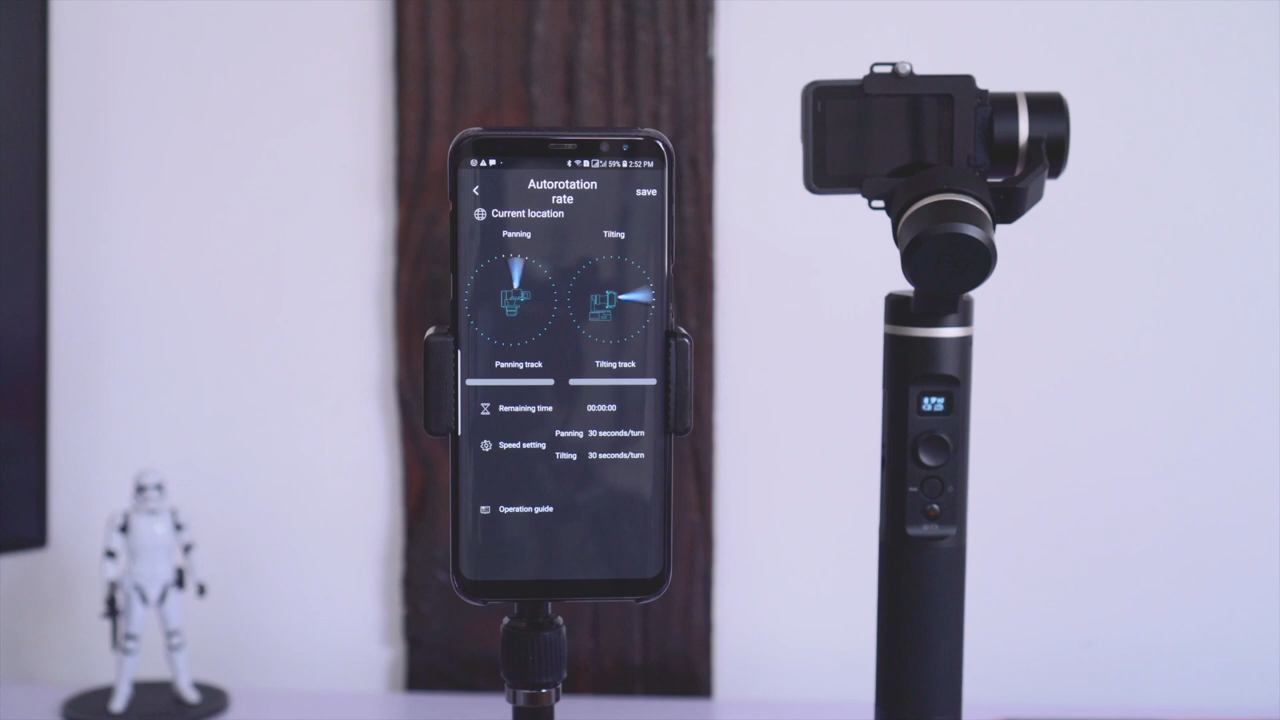 59% 2:52 PM
Autorotation
rate
save
Current location
Panning
Tilting
Panning track
Tilting track
Remaining time
00:00:00
Speed setting
Panning 30 seconds/turn
Tilting 30 seconds/turn
Operation guide